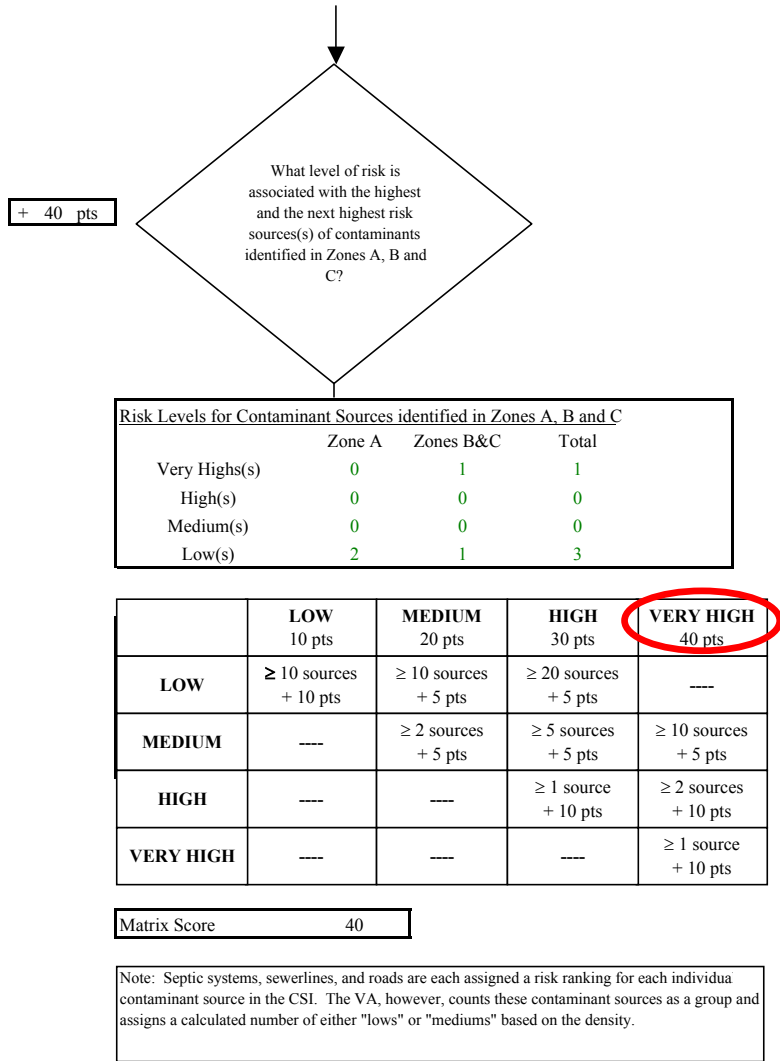 What level of risk is
associated with the highest
and the next highest risk
sources(s) of contaminants
identified in Zones A, B and
C?
+ 40 pts
Risk Levels for Contaminant Sources identified in Zones A, B and C
Zone A Zones B&C Total
Very Highs(s) 0 1 1
High(s) 0 0 0
Medium(s) 0 0 0
Low(s) 2 1 3
LOW MEDIUM HIGH VERY HIGH
10 pts 20 pts 30 pts 40 pts
LOW ≥ 10 sources + 10 pts ≥ 10 sources + 5 pts ≥ 20 sources + 5 pts ----
MEDIUM ---- ≥ 2 sources + 5 pts ≥ 5 sources + 5 pts ≥ 10 sources + 5 pts
HIGH ---- ---- ≥ 1 source + 10 pts ≥ 2 sources + 10 pts
VERY HIGH ---- ---- ---- ≥ 1 source + 10 pts
Matrix Score 40
Note: Septic systems, sewerlines, and roads are each assigned a risk ranking for each individua
contaminant source in the CSI. The VA, however, counts these contaminant sources as a group and
assigns a calculated number of either "lows" or "mediums" based on the density.